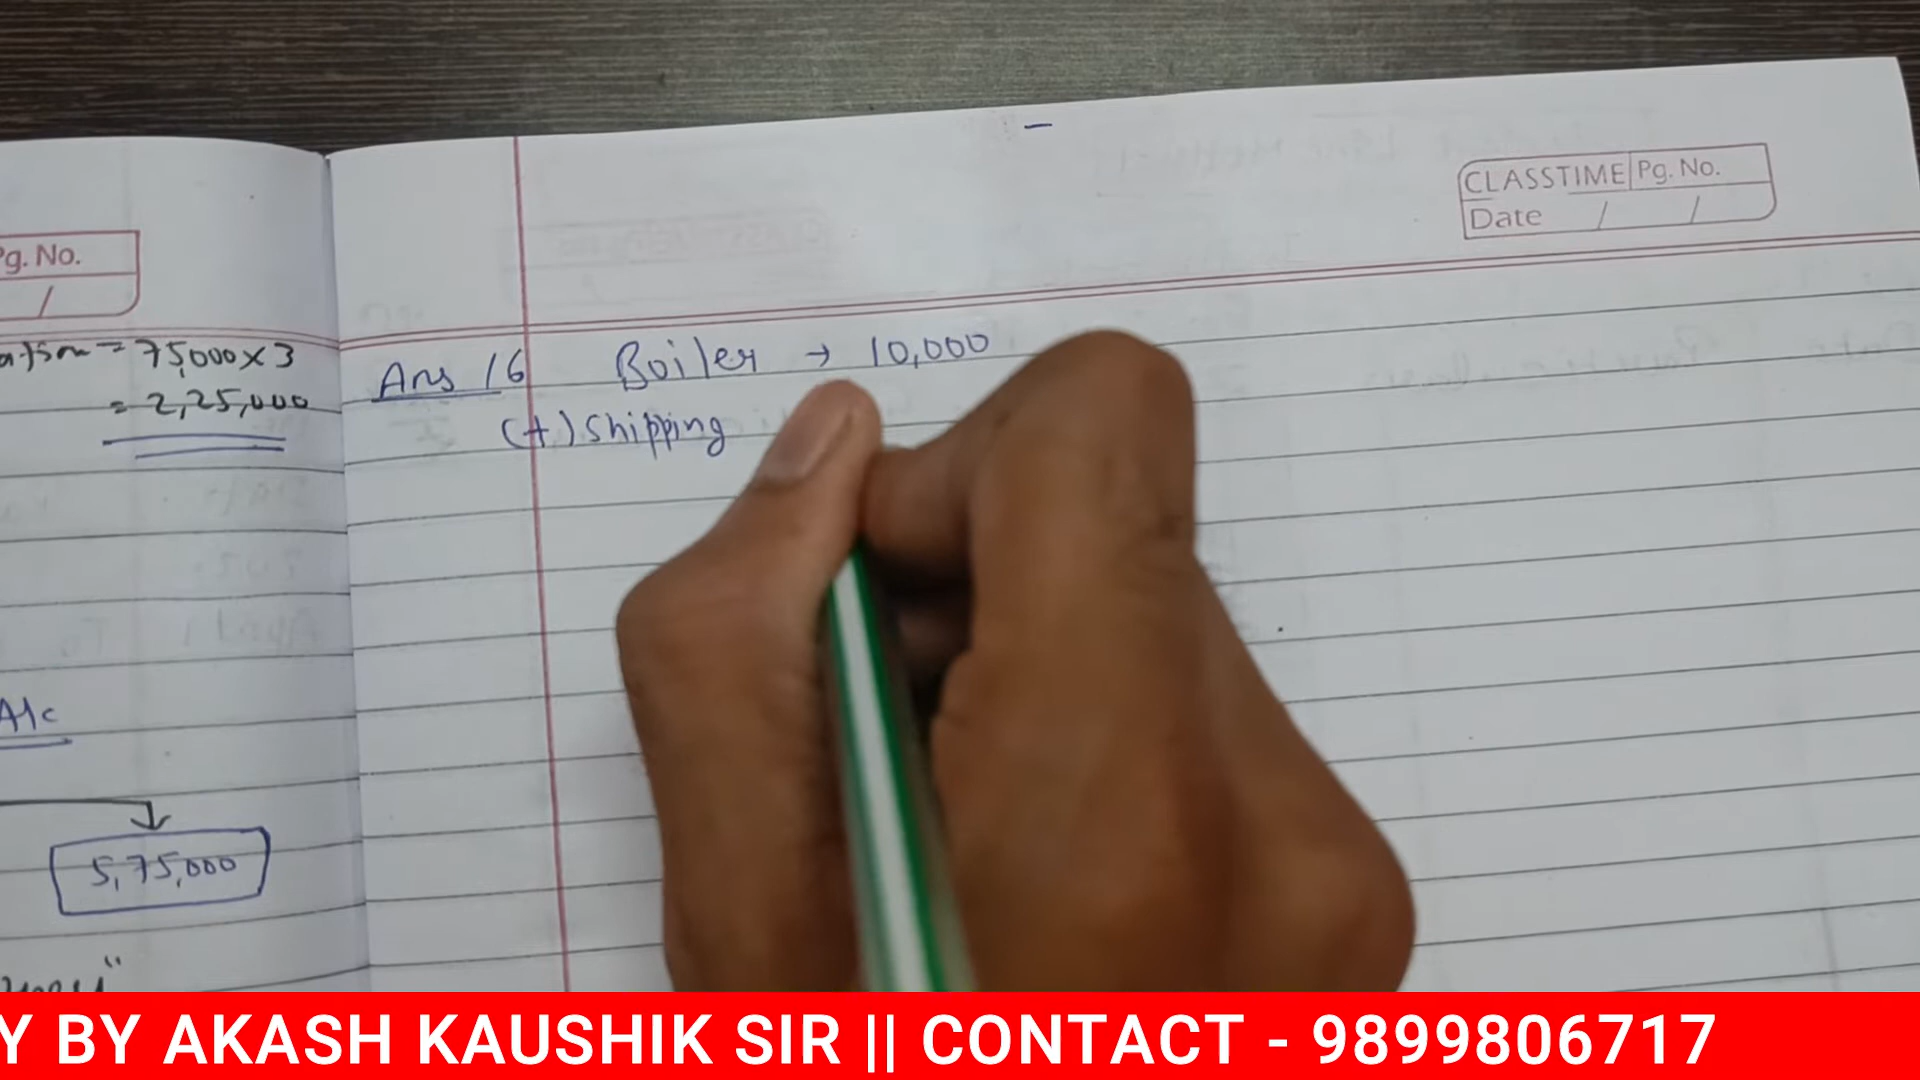 Pg. No.
/
= 75,000 x 3
= 2,25,000
A/c
5,75,000
CLASSTIME Pg. No.
Date / /
Ans 16 Boiler → 10,000
(+) Shipping
Y BY AKASH KAUSHIK SIR || CONTACT - 9899806717